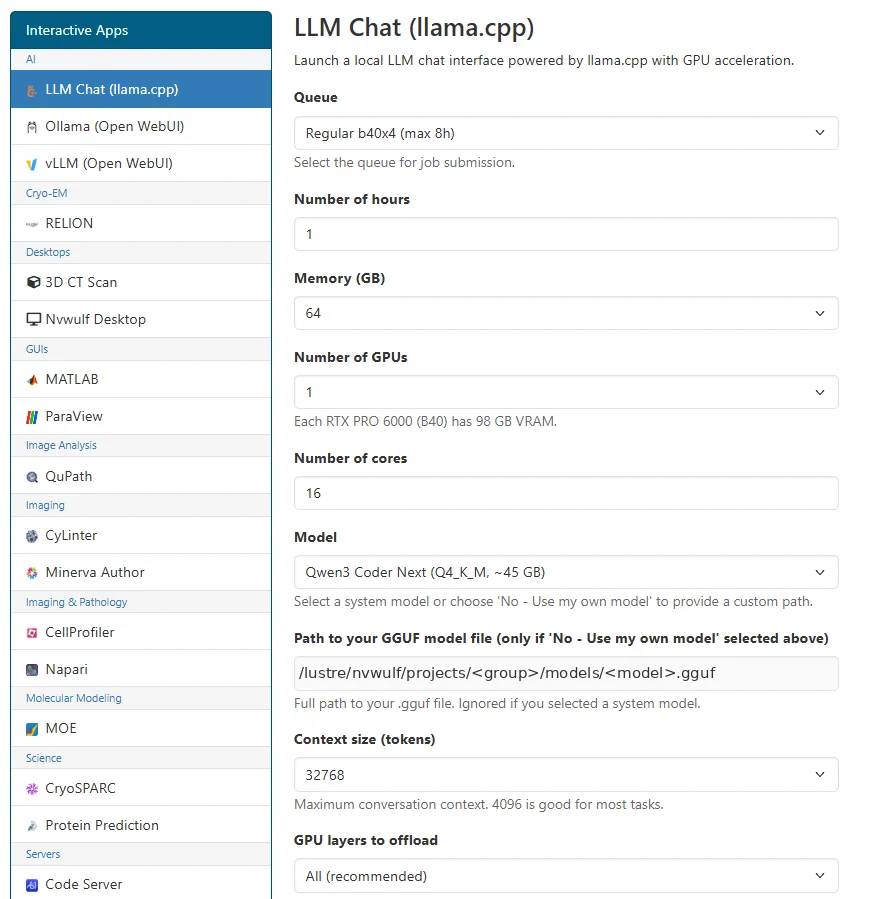 Interactive Apps
AI
LLM Chat (llama.cpp)
Ollama (Open WebUI)
vLLM (Open WebUI)
Cryo-EM
RELION
Desktops
3D CT Scan
Nvwulf Desktop
GUIs
MATLAB
ParaView
Image Analysis
QuPath
Imaging
CyLinter
Minerva Author
Imaging & Pathology
CellProfiler
Napari
Molecular Modeling
MOE
Science
CryoSPARC
Protein Prediction
Servers
Code Server
LLM Chat (llama.cpp)
Launch a local LLM chat interface powered by llama.cpp with GPU acceleration.
Queue
Regular b40x4 (max 8h)
Select the queue for job submission.
Number of hours
1
Memory (GB)
64
Number of GPUs
1
Each RTX PRO 6000 (B40) has 98 GB VRAM.
Number of cores
16
Model
Qwen3 Coder Next (Q4_K_M, ~45 GB)
Select a system model or choose 'No - Use my own model' to provide a custom path.
Path to your GGUF model file (only if 'No - Use my own model' selected above)
/lustre/nvwulf/projects/<group>/models/<model>.gguf
Full path to your .gguf file. Ignored if you selected a system model.
Context size (tokens)
32768
Maximum conversation context. 4096 is good for most tasks.
GPU layers to offload
All (recommended)